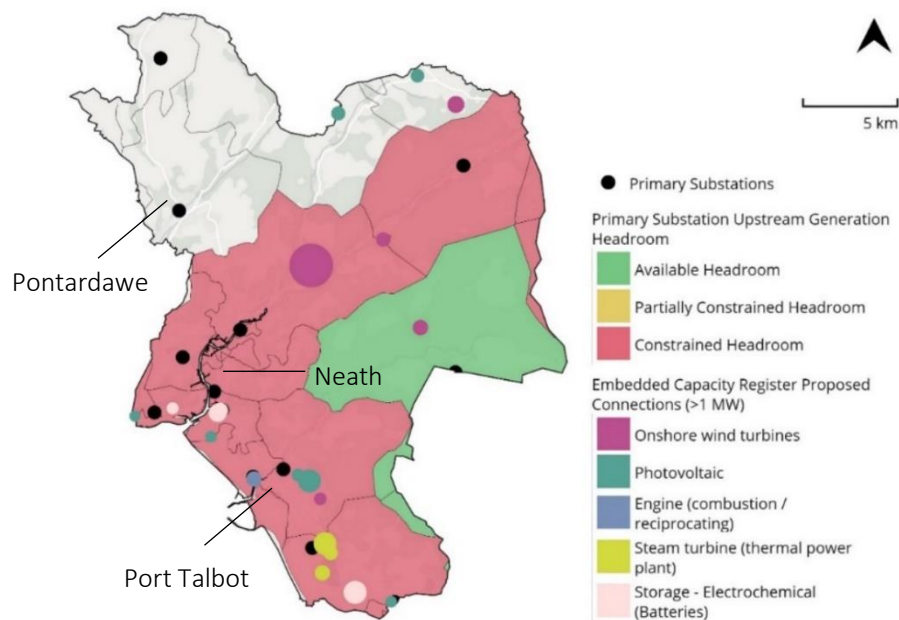 5 km
Primary Substations
Primary Substation Upstream Generation
Headroom
Available Headroom
Partially Constrained Headroom
Constrained Headroom
Embedded Capacity Register Proposed
Connections (>1 MW)
Onshore wind turbines
Photovoltaic
Engine (combustion /
reciprocating)
Steam turbine (thermal power
plant)
Storage - Electrochemical
(Batteries)
Pontardawe
Neath
Port Talbot